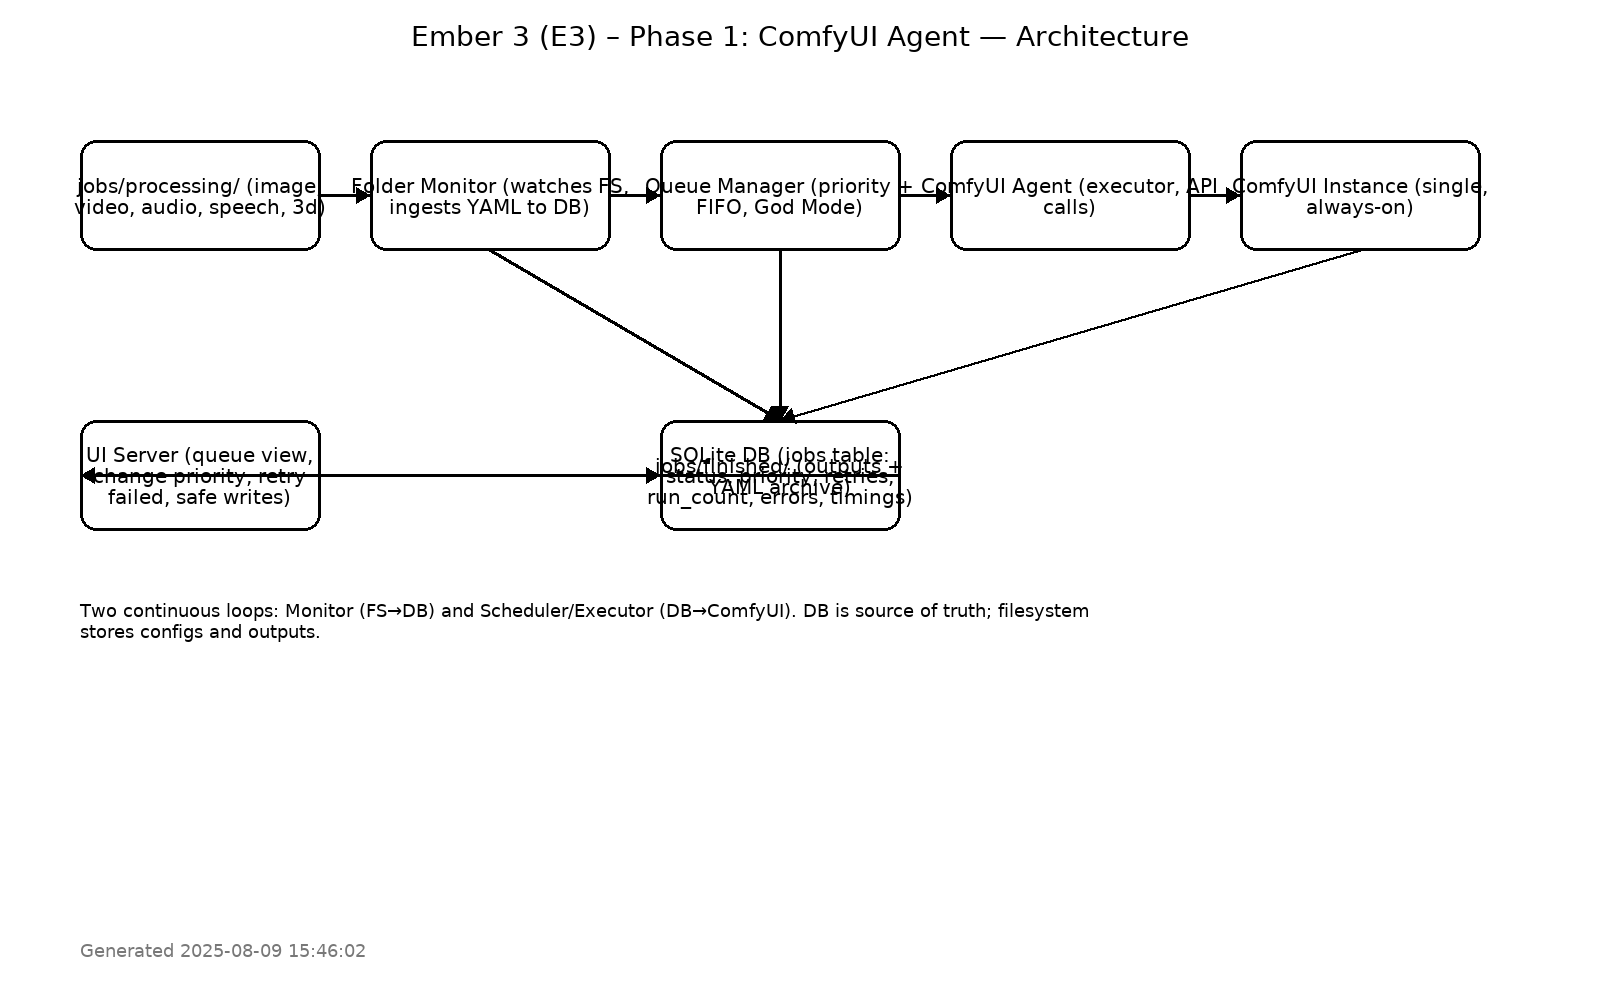 Ember 3 (E3) – Phase 1: ComfyUI Agent — Architecture
jobs/processing/ (image,
video, audio, speech, 3d)
Folder Monitor (watches FS,
ingests YAML to DB)
Queue Manager (priority +
FIFO, God Mode)
ComfyUI Agent (executor, API
calls)
ComfyUI Instance (single,
always-on)
UI Server (queue view,
change priority, retry
failed, safe writes)
SQLite DB (jobs table:
status, priority, retries,
run_count, errors, timings)
jobs/finished/ (outputs +
YAML archive)
Two continuous loops: Monitor (FS→DB) and Scheduler/Executor (DB→ComfyUI). DB is source of truth; filesystem
stores configs and outputs.
Generated 2025-08-09 15:46:02